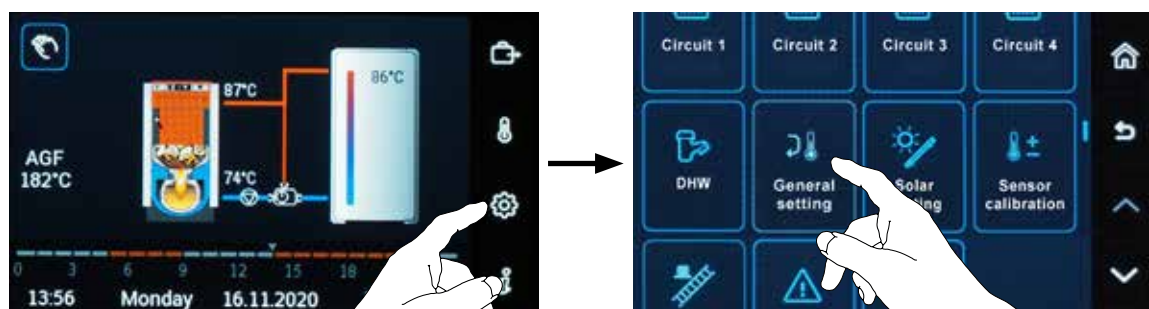 86°C
87°C
AGF
182°C
74°C
0 3 6 9 12 15 18
13:56 Monday 16.11.2020
Circuit 1 Circuit 2 Circuit 3 Circuit 4
DHW General setting Solar Sensor calibration